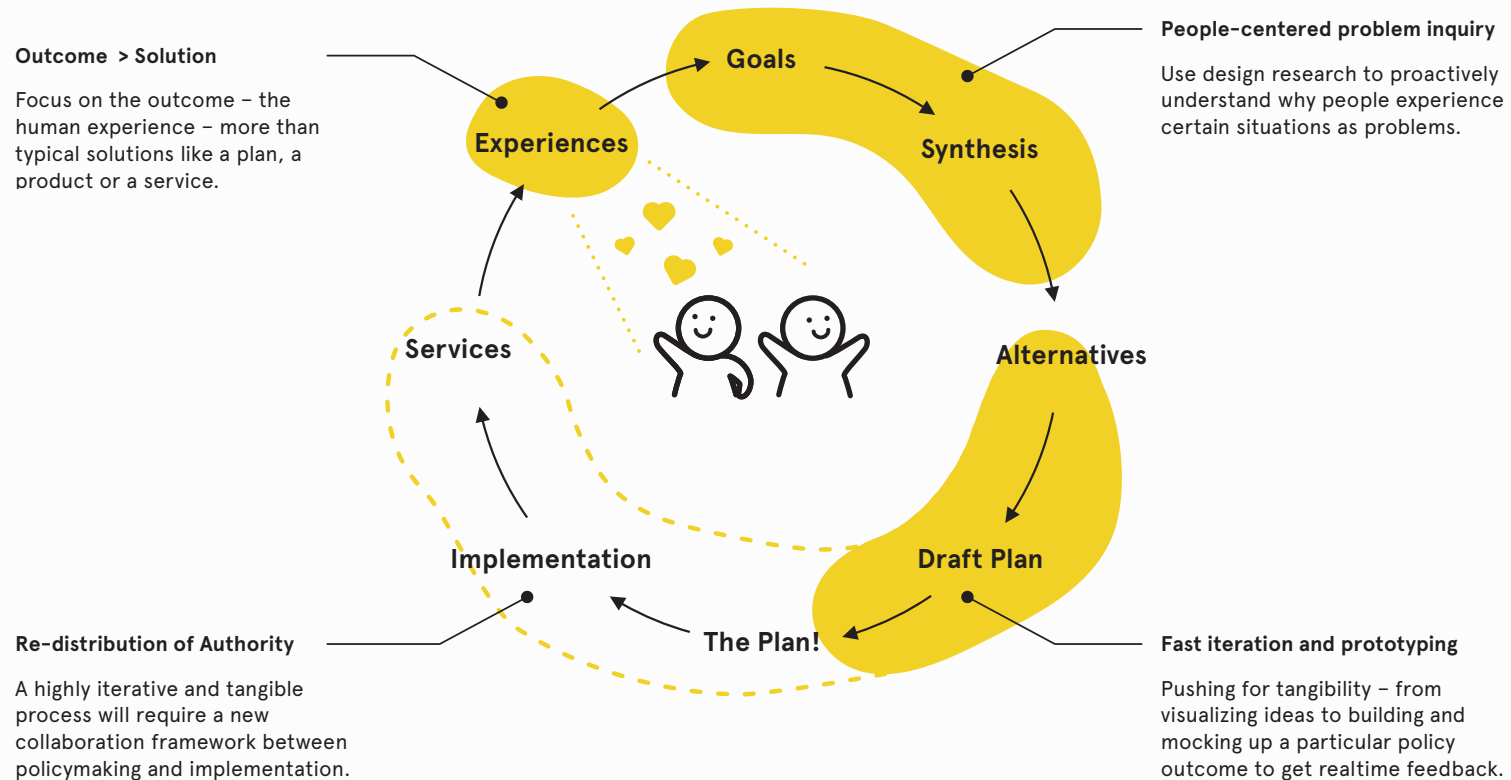 Outcome > Solution
Focus on the outcome – the
human experience – more than
typical solutions like a plan, a
product or a service.
People-centered problem inquiry
Use design research to proactively
understand why people experience
certain situations as problems.
Goals
Experiences
Synthesis
Services
Alternatives
Implementation
Draft Plan
The Plan!
Re-distribution of Authority
A highly iterative and tangible
process will require a new
collaboration framework between
policymaking and implementation.
Fast iteration and prototyping
Pushing for tangibility – from
visualizing ideas to building and
mocking up a particular policy
outcome to get realtime feedback.